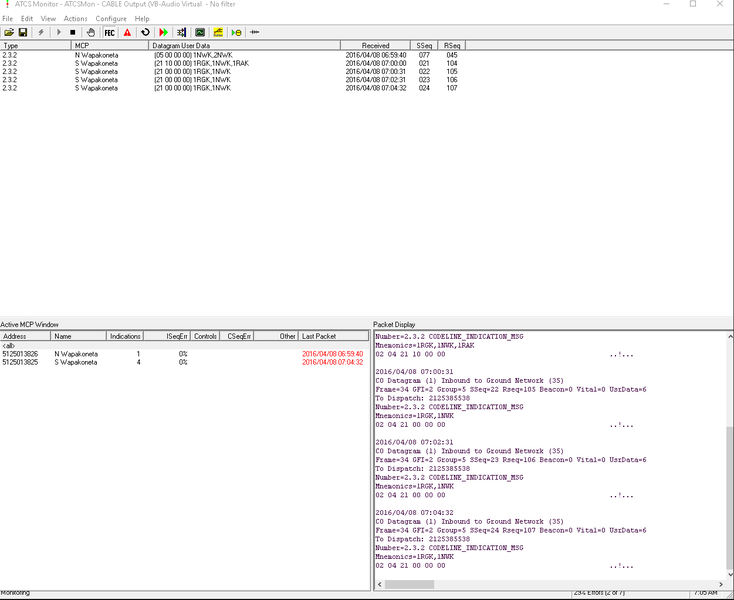 ATCS Monitor - ATCSMon - CABLE Output (VB-Audio Virtual - No filter
File Edit View Actions Configure Help
FEC
Type MCP Datagram User Data Received SSeq RSeq
2.3.2 N Wapakoneta (05 00 00 00) 1NWK,2NWK 2016/04/08 06:59:40 077 045
2.3.2 S Wapakoneta (21 10 00 00) 1RGK,1NWK,1RAK 2016/04/08 07:00:00 021 104
2.3.2 S Wapakoneta (21 00 00 00) 1RGK,1NWK 2016/04/08 07:00:31 022 105
2.3.2 S Wapakoneta (21 00 00 00) 1RGK,1NWK 2016/04/08 07:02:31 023 106
2.3.2 S Wapakoneta (21 00 00 00) 1RGK,1NWK 2016/04/08 07:04:32 024 107
Active MCP Window
Address Name Indications ISeqErr Controls CSeqErr Other Last Packet
<all>
5125013826 N Wapakoneta 1 0% 2016/04/08 06:59:40
5125013825 S Wapakoneta 4 0% 2016/04/08 07:04:32
Packet Display
Number=2.3.2 CODELINE_INDICATION_MSG
Mnemonics=1RGK,1NWK,1RAK
02 04 21 10 00 00 ..!...
2016/04/08 07:00:31
C0 Datagram (1) Inbound to Ground Network (35)
Frame=34 GFI=2 Group=5 SSeq=22 Rseq=105 Beacon=0 Vital=0 UsrData=6
To Dispatch: 2125385538
Number=2.3.2 CODELINE_INDICATION_MSG
Mnemonics=1RGK,1NWK
02 04 21 00 00 00 ..!...
2016/04/08 07:02:31
C0 Datagram (1) Inbound to Ground Network (35)
Frame=34 GFI=2 Group=5 SSeq=23 Rseq=106 Beacon=0 Vital=0 UsrData=6
To Dispatch: 2125385538
Number=2.3.2 CODELINE_INDICATION_MSG
Mnemonics=1RGK,1NWK
02 04 21 00 00 00 ..!...
2016/04/08 07:04:32
C0 Datagram (1) Inbound to Ground Network (35)
Frame=34 GFI=2 Group=5 SSeq=24 Rseq=107 Beacon=0 Vital=0 UsrData=6
To Dispatch: 2125385538
Number=2.3.2 CODELINE_INDICATION_MSG
Mnemonics=1RGK,1NWK
02 04 21 00 00 00 ..!...
Monitoring 29% Errors (2 of 7) 7:05 AM